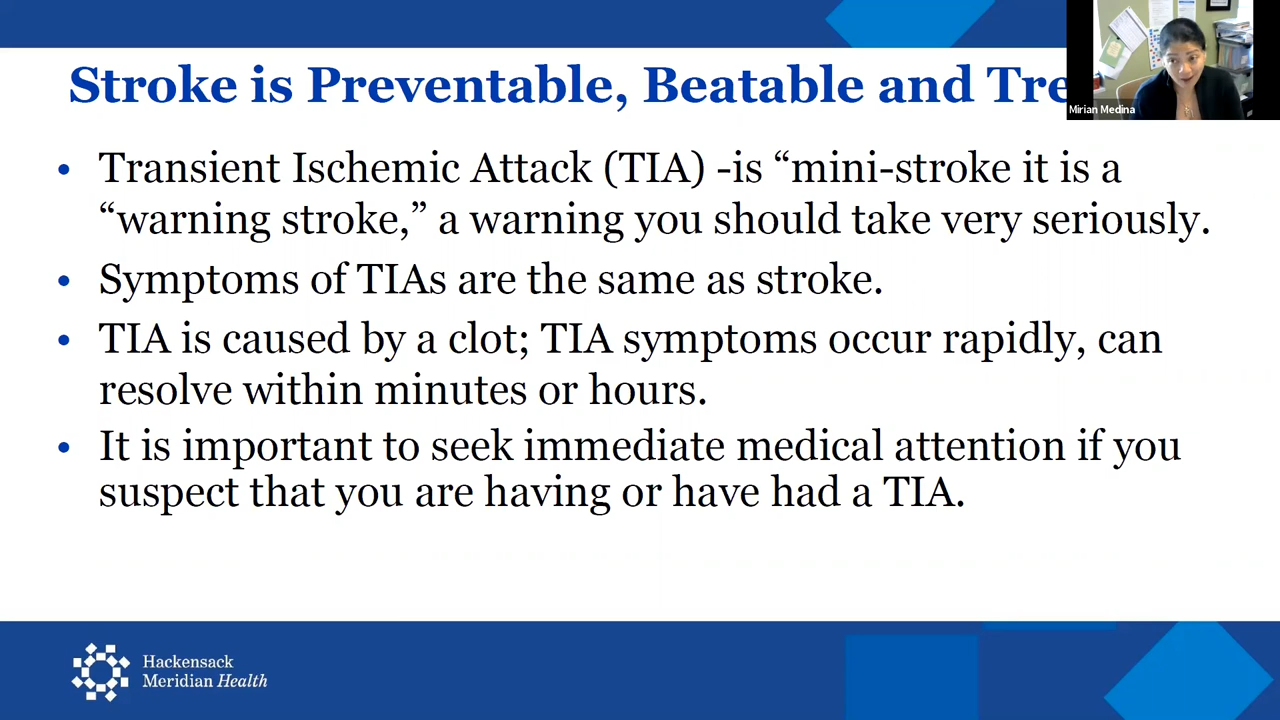 Stroke is Preventable, Beatable and Tre
Mirian Medina
• Transient Ischemic Attack (TIA) -is “mini-stroke it is a
“warning stroke,” a warning you should take very seriously.
• Symptoms of TIAs are the same as stroke.
• TIA is caused by a clot; TIA symptoms occur rapidly, can
resolve within minutes or hours.
• It is important to seek immediate medical attention if you
suspect that you are having or have had a TIA.
Hackensack
Meridian Health